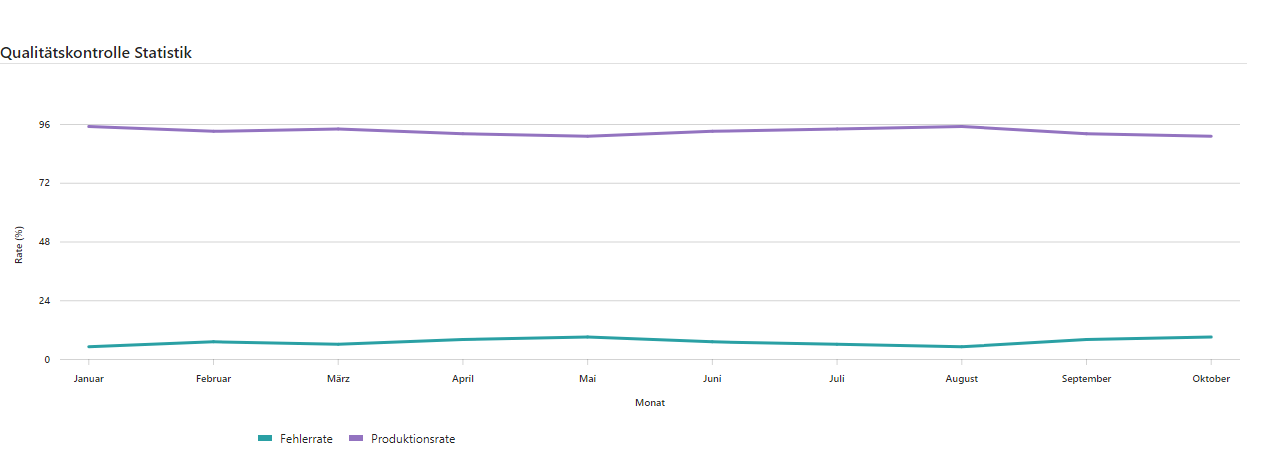 Qualitätskontrolle Statistik
96
72
48
24
0
Rate (%)
Januar Februar März April Mai Juni Juli August September Oktober
Monat
Fehlerrate Produktionsrate